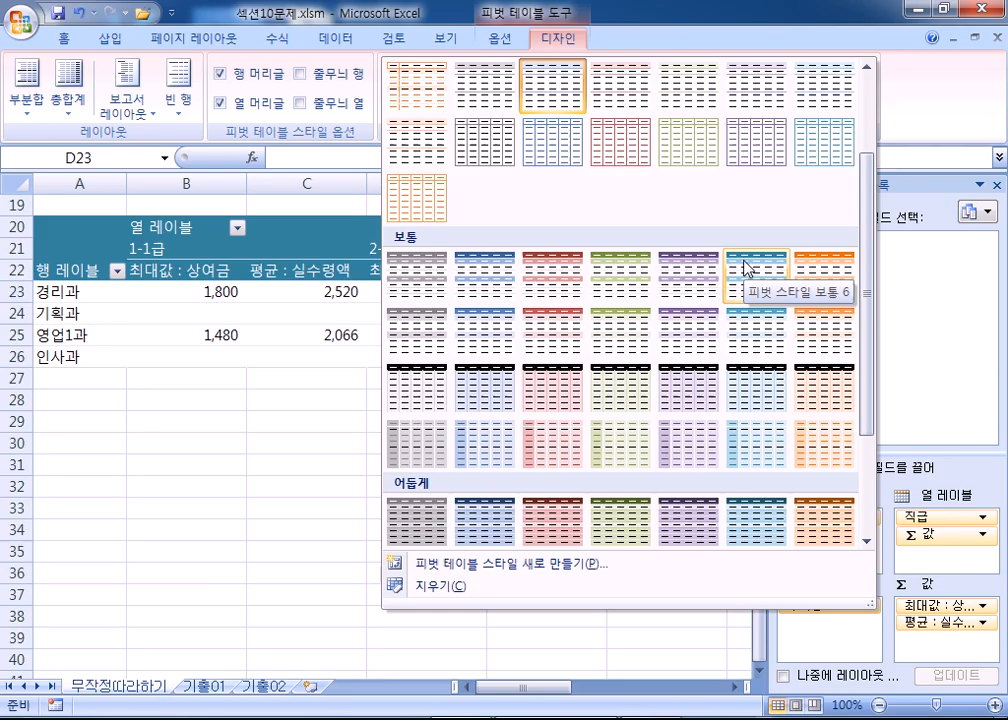 섹션10문제.xlsm - Microsoft Excel
피벗 테이블 도구
홈 삽입 페이지 레이아웃 수식 데이터 검토 보기 옵션 디자인
부분합 총합계 보고서 레이아웃 빈 행
레이아웃
행 머리글 줄무늬 행
열 머리글 줄무늬 열
피벗 테이블 스타일 옵션
D23 fx
A B C
19
20 열 레이블
21 1-1급 2-
22 행 레이블 최대값 : 상여금 평균 : 실수령액 최
23 경리과 1,800 2,520
24 기획과
25 영업1과 1,480 2,066
26 인사과
27
28
29
30
31
32
33
34
35
36
37
38
39
40
보통
피벗 스타일 보통 6
어둡게
피벗 테이블 스타일 새로 만들기(P)...
지우기(C)
록
드 선택:
필드를 끌어
열 레이블
직급
Σ 값
Σ 값
최대값 : 상...
평균 : 실수...
나중에 레이아웃 ... 업데이트
무작정따라하기 기출01 기출02
준비 100%